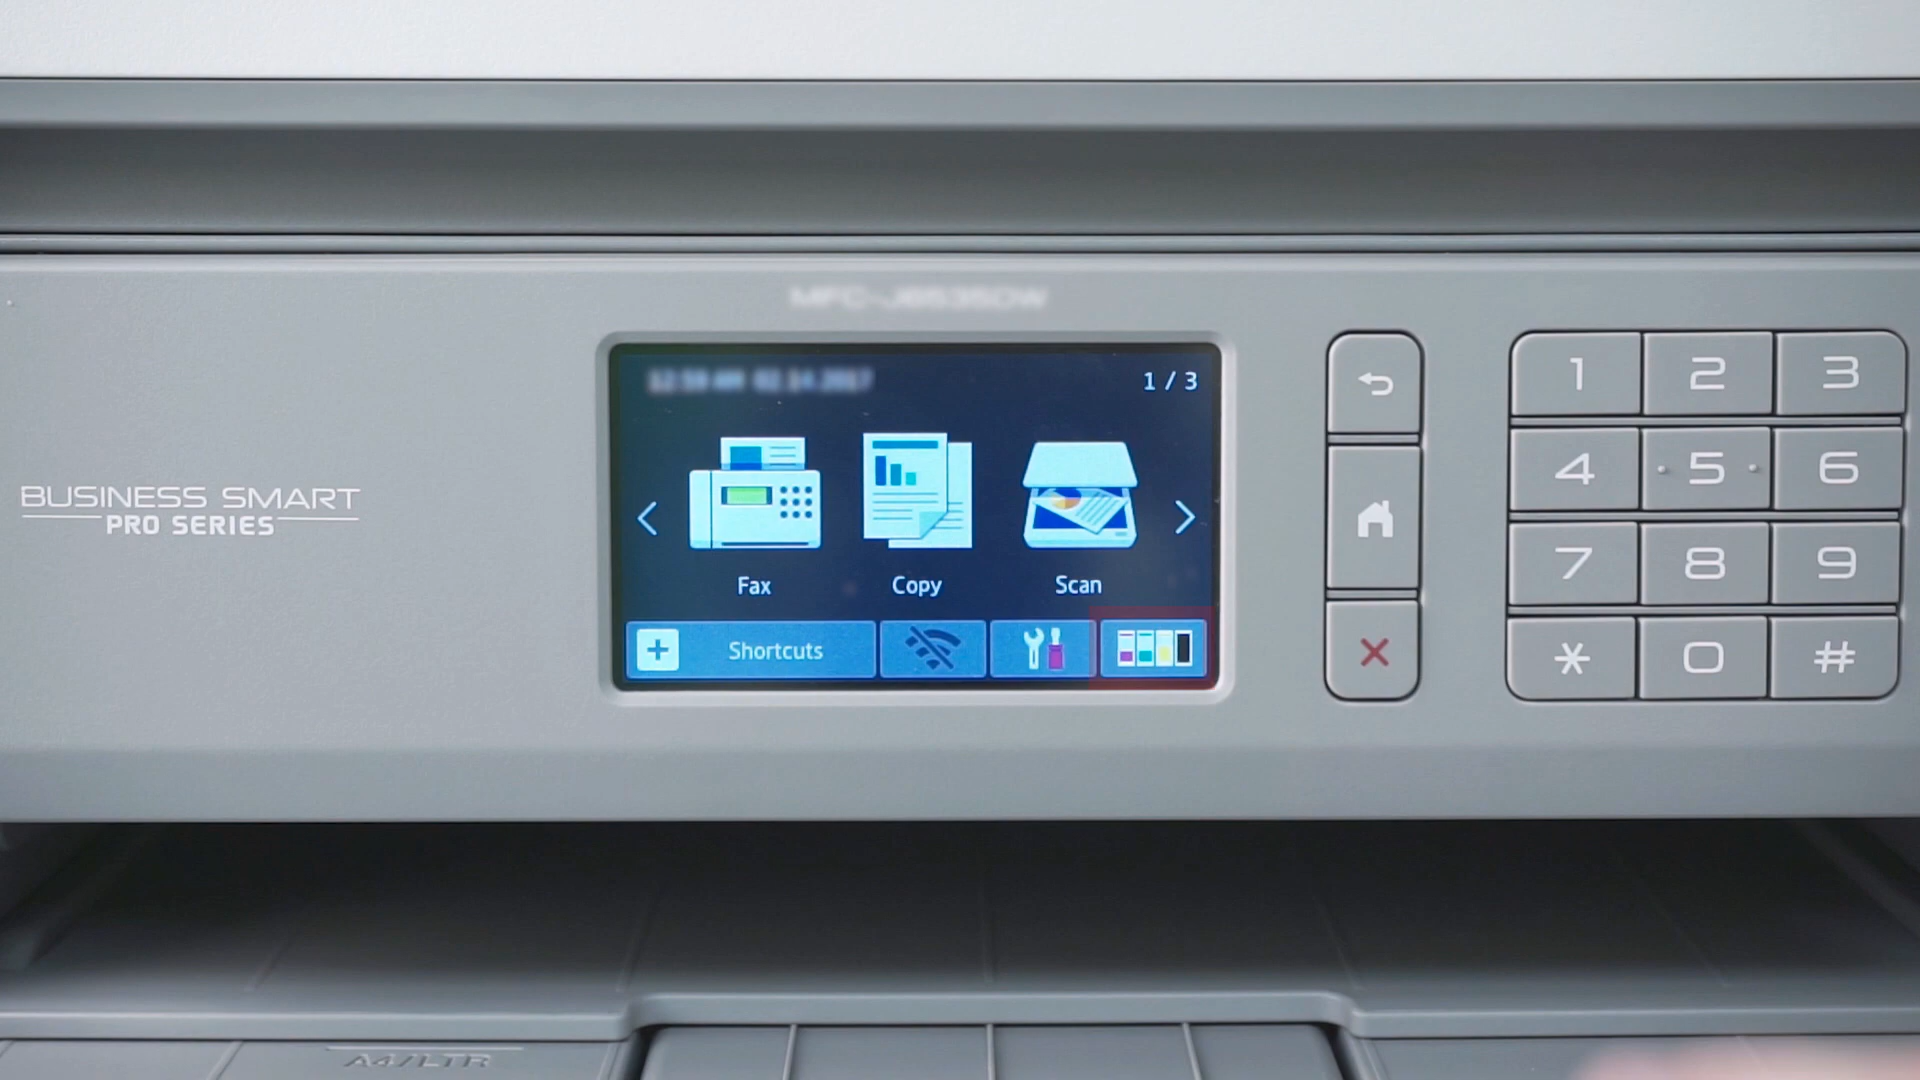 1 / 3
Fax
Copy
Scan
Shortcuts
BUSINESS SMART
PRO SERIES
1 2 3
4 5 6
7 8 9
* 0 #
A4/LTR